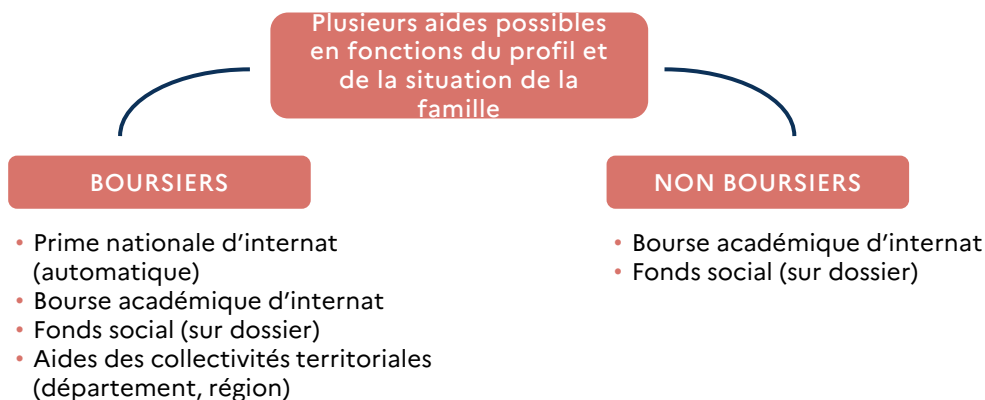 Plusieurs aides possibles
en fonctions du profil et
de la situation de la
famille
BOURSIERS
• Prime nationale d’internat
(automatique)
• Bourse académique d’internat
• Fonds social (sur dossier)
• Aides des collectivités territoriales
(département, région)
NON BOURSIERS
• Bourse académique d’internat
• Fonds social (sur dossier)